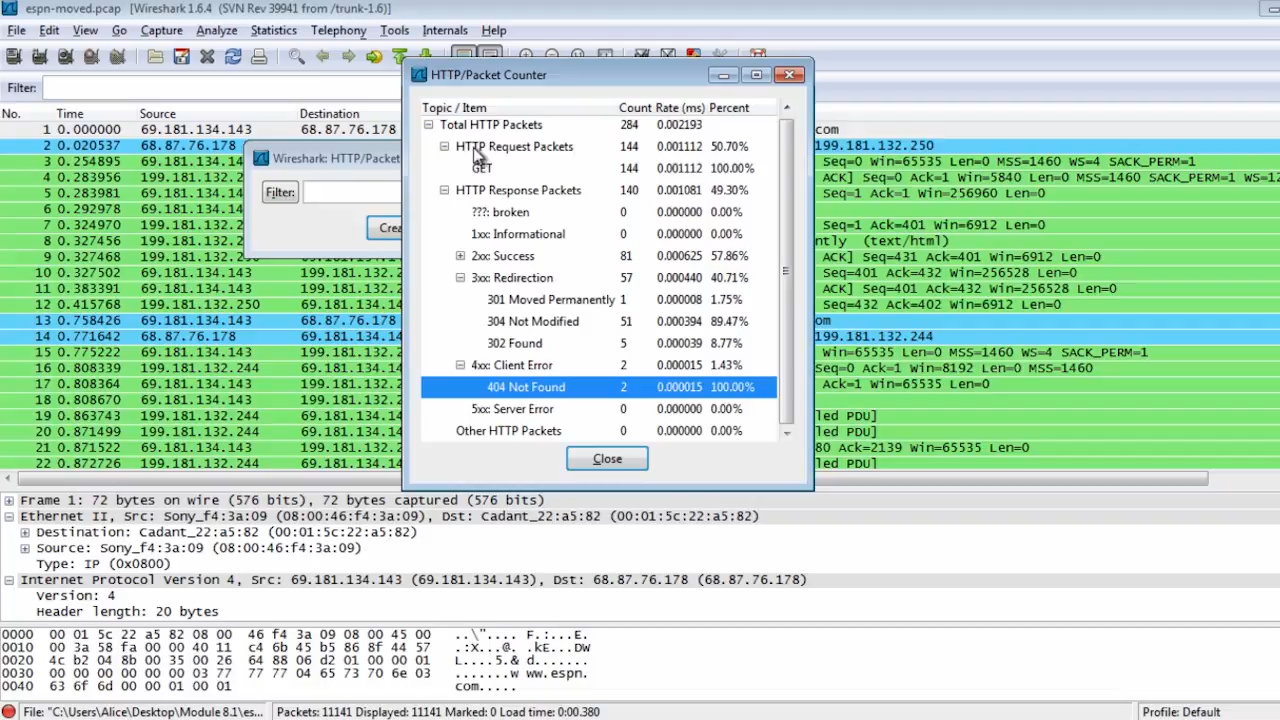 espn-moved.pcap [Wireshark 1.6.4 (SVN Rev 39941 from /trunk-1.6)]
File Edit View Go Capture Analyze Statistics Telephony Tools Internals Help
Filter:
No. Time Source Destination
1 0.000000 69.181.134.143 68.87.76.178 com
2 0.020537 68.87.76.178 199.181.132.250
3 0.254895 69.181.134.143 Seq=0 Win=65535 Len=0 MSS=1460 SACK_PERM=1
4 0.283956 199.181 ACK] Seq=0 Ack=1 Win=5840 Len=0 MSS=1460 SACK_PERM=1 WS=12
5 0.283981 69.181. Seq=1 Ack=1 Win=256960 Len=0
6 0.292978 69.181.
7 0.324970 199.181 Seq=1 Ack=401 Win=6912 Len=0
8 0.327456 199.181 ntly (text/html)
9 0.327468 199.181 ACK] Seq=431 Ack=401 Win=6912 Len=0
10 0.327502 69.181.134.143 199.181.132.250 Seq=401 Ack=432 Win=256528 Len=0
11 0.383391 69.181.134.143 199.181.132.250 ACK] Seq=401 Ack=432 Win=256528 Len=0
12 0.415768 199.181.132.250 69.181.134.143 Seq=432 Ack=402 Win=6912 Len=0
13 0.758426 69.181.134.143 68.87.76.178 om
14 0.771642 68.87.76.178 69.181.134.143 199.181.132.244
15 0.775222 69.181.134.143 199.181.132.244 Win=65535 Len=0 MSS=1460 WS=4 SACK_PERM=1
16 0.808339 199.181.132.244 69.181.134.143 Seq=0 Ack=1 Win=8192 Len=0 MSS=1460
17 0.808364 69.181.134.143 199.181.132.244 Ack=1 Win=65535 Len=0
18 0.808670 69.181.134.143 199.181.132.244
19 0.863743 199.181.132.244 69.181.134.143 led PDU]
20 0.871499 199.181.132.244 69.181.134.143 led PDU]
21 0.871522 69.181.134.143 199.181.132.244 80 Ack=2139 Win=65535 Len=0
22 0.872726 199.181.132.244 69.181.134.143 led PDU]
Wireshark: HTTP/Packet
Filter:
Crea
HTTP/Packet Counter
Topic / Item Count Rate (ms) Percent
Total HTTP Packets 284 0.002193
HTTP Request Packets 144 0.001112 50.70%
GET 144 0.001112 100.00%
HTTP Response Packets 140 0.001081 49.30%
???: broken 0 0.000000 0.00%
1xx: Informational 0 0.000000 0.00%
2xx: Success 81 0.000625 57.86%
3xx: Redirection 57 0.000440 40.71%
301 Moved Permanently 1 0.000008 1.75%
304 Not Modified 51 0.000394 89.47%
302 Found 5 0.000039 8.77%
4xx: Client Error 2 0.000015 1.43%
404 Not Found 2 0.000015 100.00%
5xx: Server Error 0 0.000000 0.00%
Other HTTP Packets 0 0.000000 0.00%
Close
Frame 1: 72 bytes on wire (576 bits), 72 bytes captured (576 bits)
Ethernet II, Src: Sony_f4:3a:09 (08:00:46:f4:3a:09), Dst: Cadant_22:a5:82 (00:01:5c:22:a5:82)
Destination: Cadant_22:a5:82 (00:01:5c:22:a5:82)
Source: Sony_f4:3a:09 (08:00:46:f4:3a:09)
Type: IP (0x0800)
Internet Protocol Version 4, Src: 69.181.134.143 (69.181.134.143), Dst: 68.87.76.178 (68.87.76.178)
Version: 4
Header length: 20 bytes
0000 00 01 5c 22 a5 82 08 00 46 f4 3a 09 08 00 45 00 ..\".... F.:...E.
0010 00 3a 58 fa 00 00 40 11 c4 6b 45 b5 86 8f 44 57 .:X...@. .kE...DW
0020 4c b2 04 8b 00 35 00 26 64 88 06 d2 01 00 00 01 L....5.& d.......
0030 00 00 00 00 00 00 03 77 77 77 04 65 73 70 6e 03 .......w ww.espn.
0040 63 6f 6d 00 00 01 00 01 com.....
File: "C:\Users\Alice\Desktop\Module 8.1\es... Packets: 11141 Displayed: 11141 Marked: 0 Load time: 0:00.380 Profile: Default